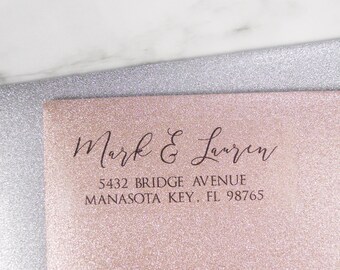 Mark & Lauren
5432 BRIDGE AVENUE
MANASOTA KEY, FL 98765